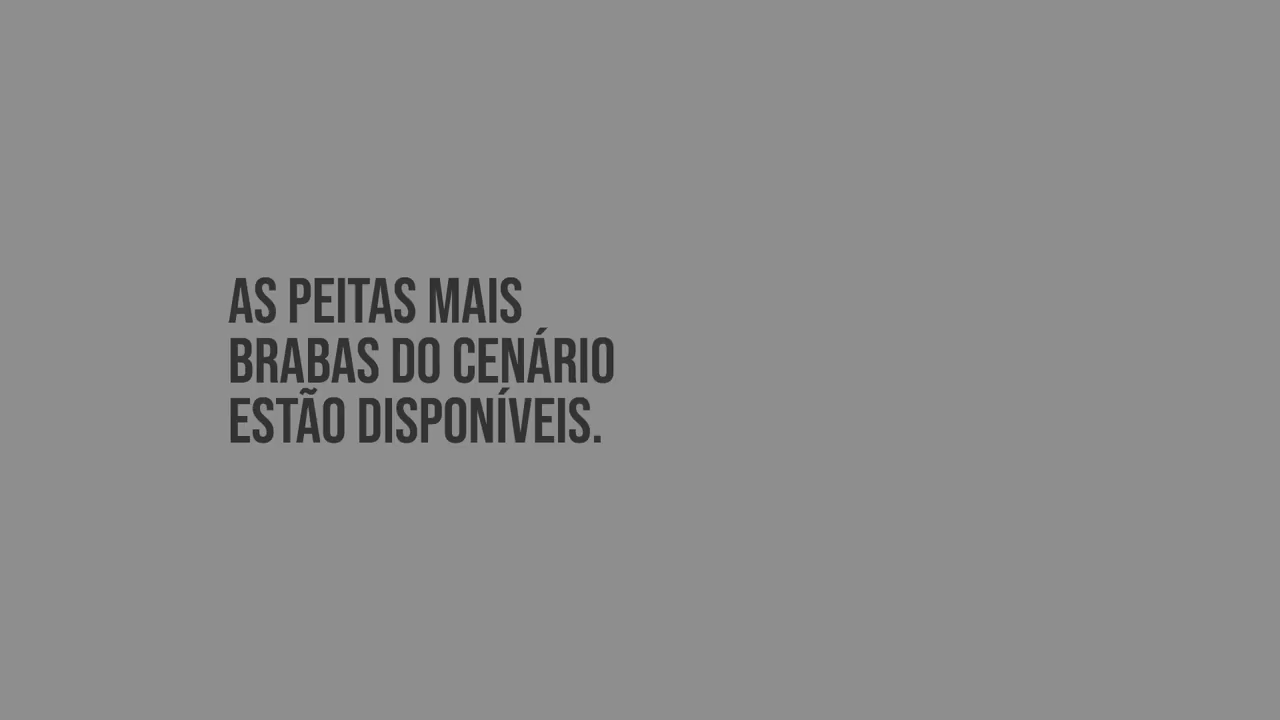 AS PEITAS MAIS
BRABAS DO CENÁRIO
ESTÃO DISPONÍVEIS.